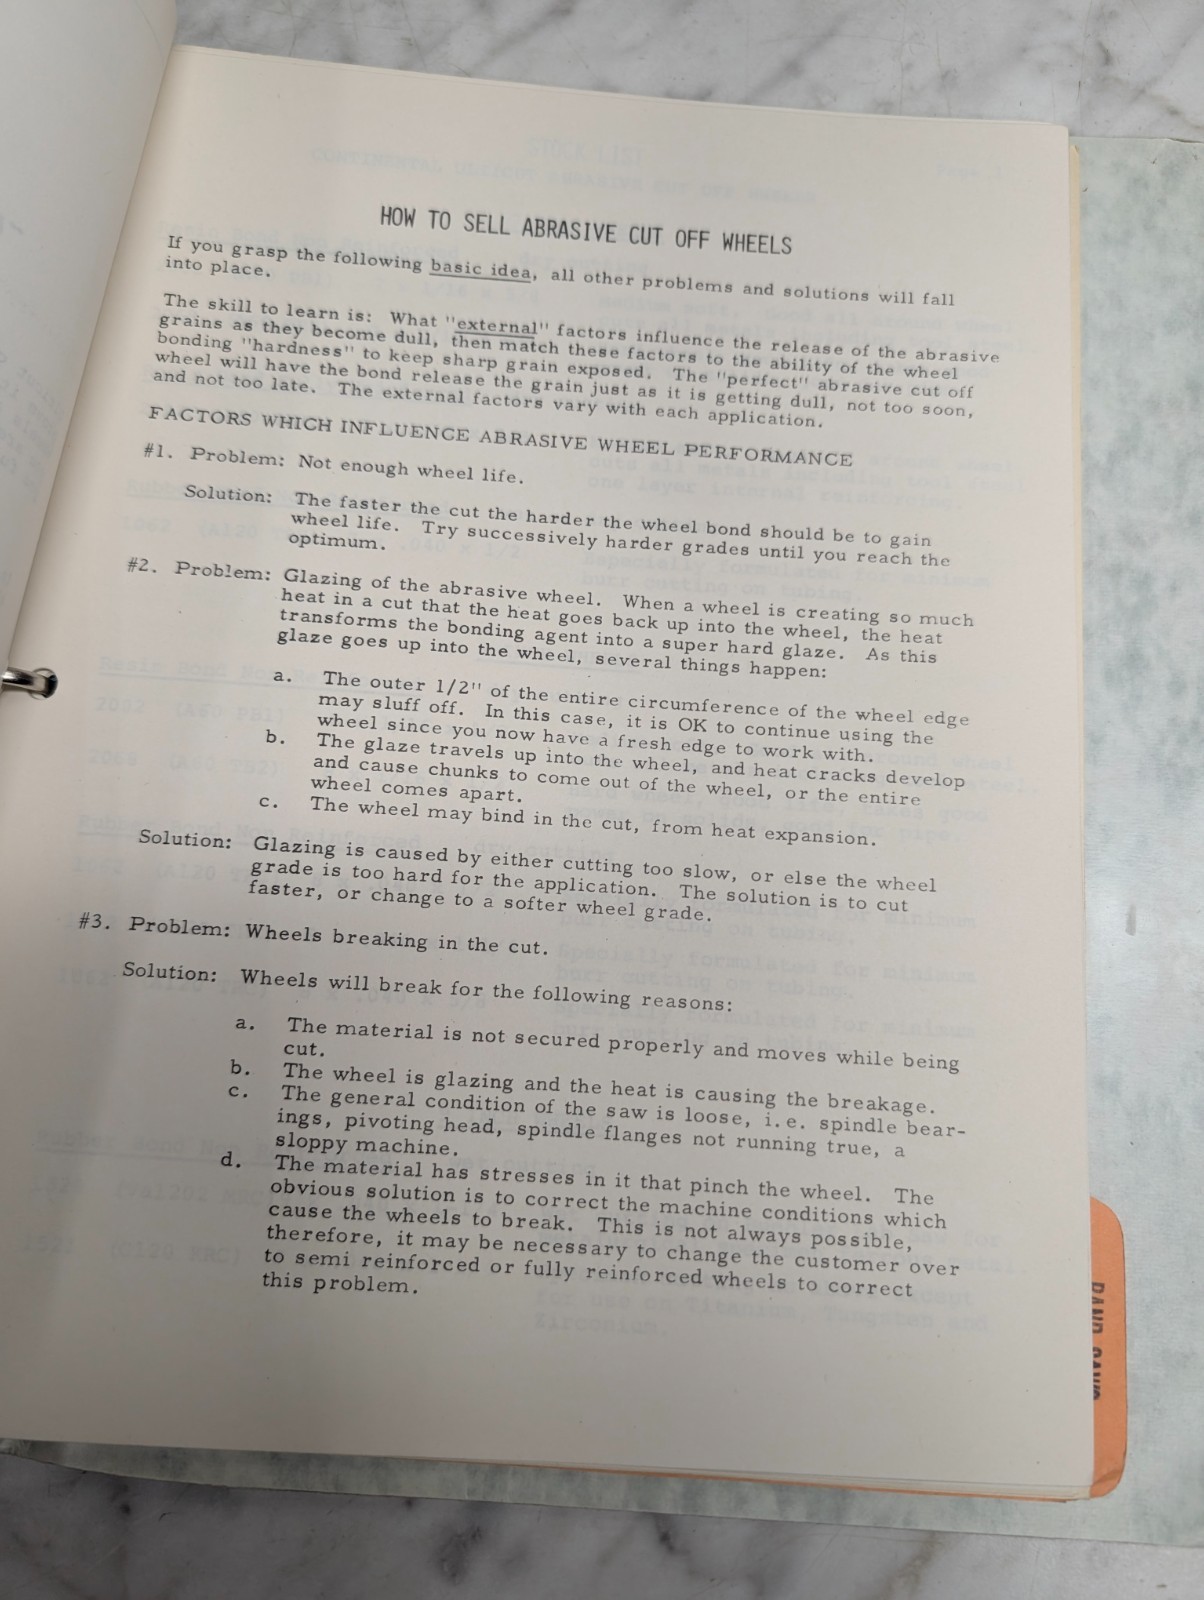 HOW TO SELL ABRASIVE CUT OFF WHEELS
If you grasp the following basic idea, all other problems and solutions will fall
into place.
The skill to learn is: What "external" factors influence the release of the abrasive
grains as they become dull, then match these factors to the ability of the wheel
bonding "hardness" to keep sharp grain exposed. The "perfect" abrasive cut off
wheel will have the bond release the grain just as it is getting dull, not too soon,
and not too late. The external factors vary with each application.
FACTORS WHICH INFLUENCE ABRASIVE WHEEL PERFORMANCE
#1. Problem: Not enough wheel life.
Solution: The faster the cut the harder the wheel bond should be to gain
wheel life. Try successively harder grades until you reach the
optimum.
#2. Problem: Glazing of the abrasive wheel. When a wheel is creating so much
heat in a cut that the heat goes back up into the wheel, the heat
transforms the bonding agent into a super hard glaze. As this
glaze goes up into the wheel, several things happen:
a. The outer 1/2" of the entire circumference of the wheel edge
may sluff off. In this case, it is OK to continue using the
wheel since you now have a fresh edge to work with.
b. The glaze travels up into the wheel, and heat cracks develop
and cause chunks to come out of the wheel, or the entire
wheel comes apart.
c. The wheel may bind in the cut, from heat expansion.
Solution: Glazing is caused by either cutting too slow, or else the wheel
grade is too hard for the application. The solution is to cut
faster, or change to a softer wheel grade.
#3. Problem: Wheels breaking in the cut.
Solution: Wheels will break for the following reasons:
a. The material is not secured properly and moves while being
cut.
b. The wheel is glazing and the heat is causing the breakage.
c. The general condition of the saw is loose, i.e. spindle bear-
ings, pivoting head, spindle flanges not running true, a
sloppy machine.
d. The material has stresses in it that pinch the wheel. The
obvious solution is to correct the machine conditions which
cause the wheels to break. This is not always possible,
therefore, it may be necessary to change the customer over
to semi reinforced or fully reinforced wheels to correct
this problem.
BAND SAWS